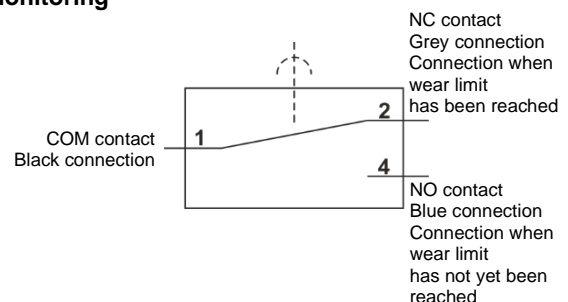 onitoring
NC contact
Grey connection
Connection when
wear limit
has been reached
2
COM contact
Black connection
1
4
NO contact
Blue connection
Connection when
wear limit
has not yet been
reached